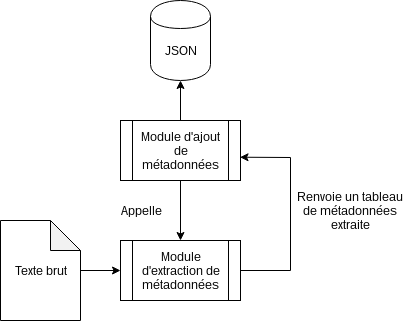 JSON
Module d'ajout
de
métadonnées
Appelle
Renvoie un tableau
de métadonnées
extraite
Texte brut
Module
d'extraction de
métadonnées